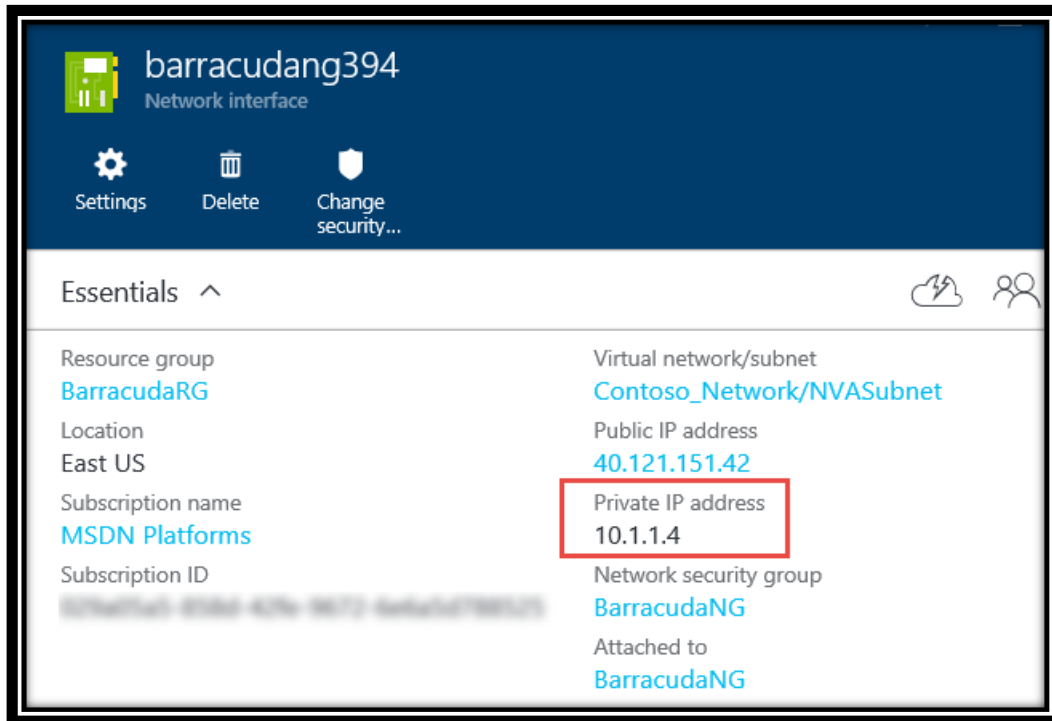 barracudang394
Network interface
Settings
Delete
Change
security...
Essentials
Resource group
BarracudaRG
Location
East US
Subscription name
MSDN Platforms
Subscription ID
Virtual network/subnet
Contoso_Network/NVASubnet
Public IP address
40.121.151.42
Private IP address
10.1.1.4
Network security group
BarracudaNG
Attached to
BarracudaNG